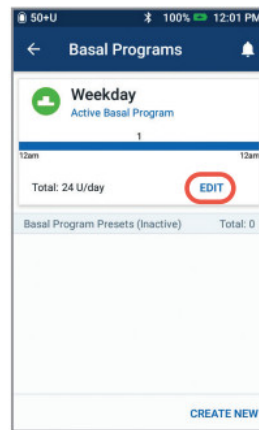 50+U 100% 12:01 PM
Basal Programs
Weekday
Active Basal Program
1
12am 12am
Total: 24 U/day EDIT
Basal Program Presets (Inactive) Total: 0
CREATE NEW